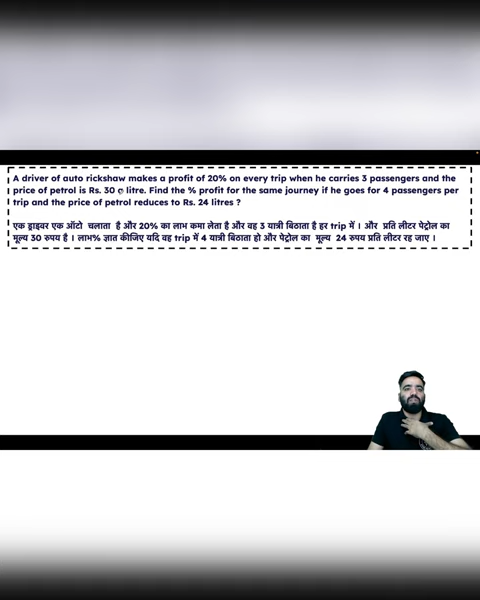 A driver of auto rickshaw makes a profit of 20% on every trip when he carries 3 passengers and the
price of petrol is Rs. 30 a litre. Find the % profit for the same journey if he goes for 4 passengers per
trip and the price of petrol reduces to Rs. 24 litres ?
एक ड्राइवर एक ऑटो चलाता है और 20% का लाभ कमा लेता है और वह 3 यात्री बिठाता है हर trip में । और प्रति लीटर पेट्रोल का
मूल्य 30 रुपय है । लाभ% ज्ञात कीजिए यदि वह trip में 4 यात्री बिठाता हो और पेट्रोल का मूल्य 24 रुपय प्रति लीटर रह जाए ।